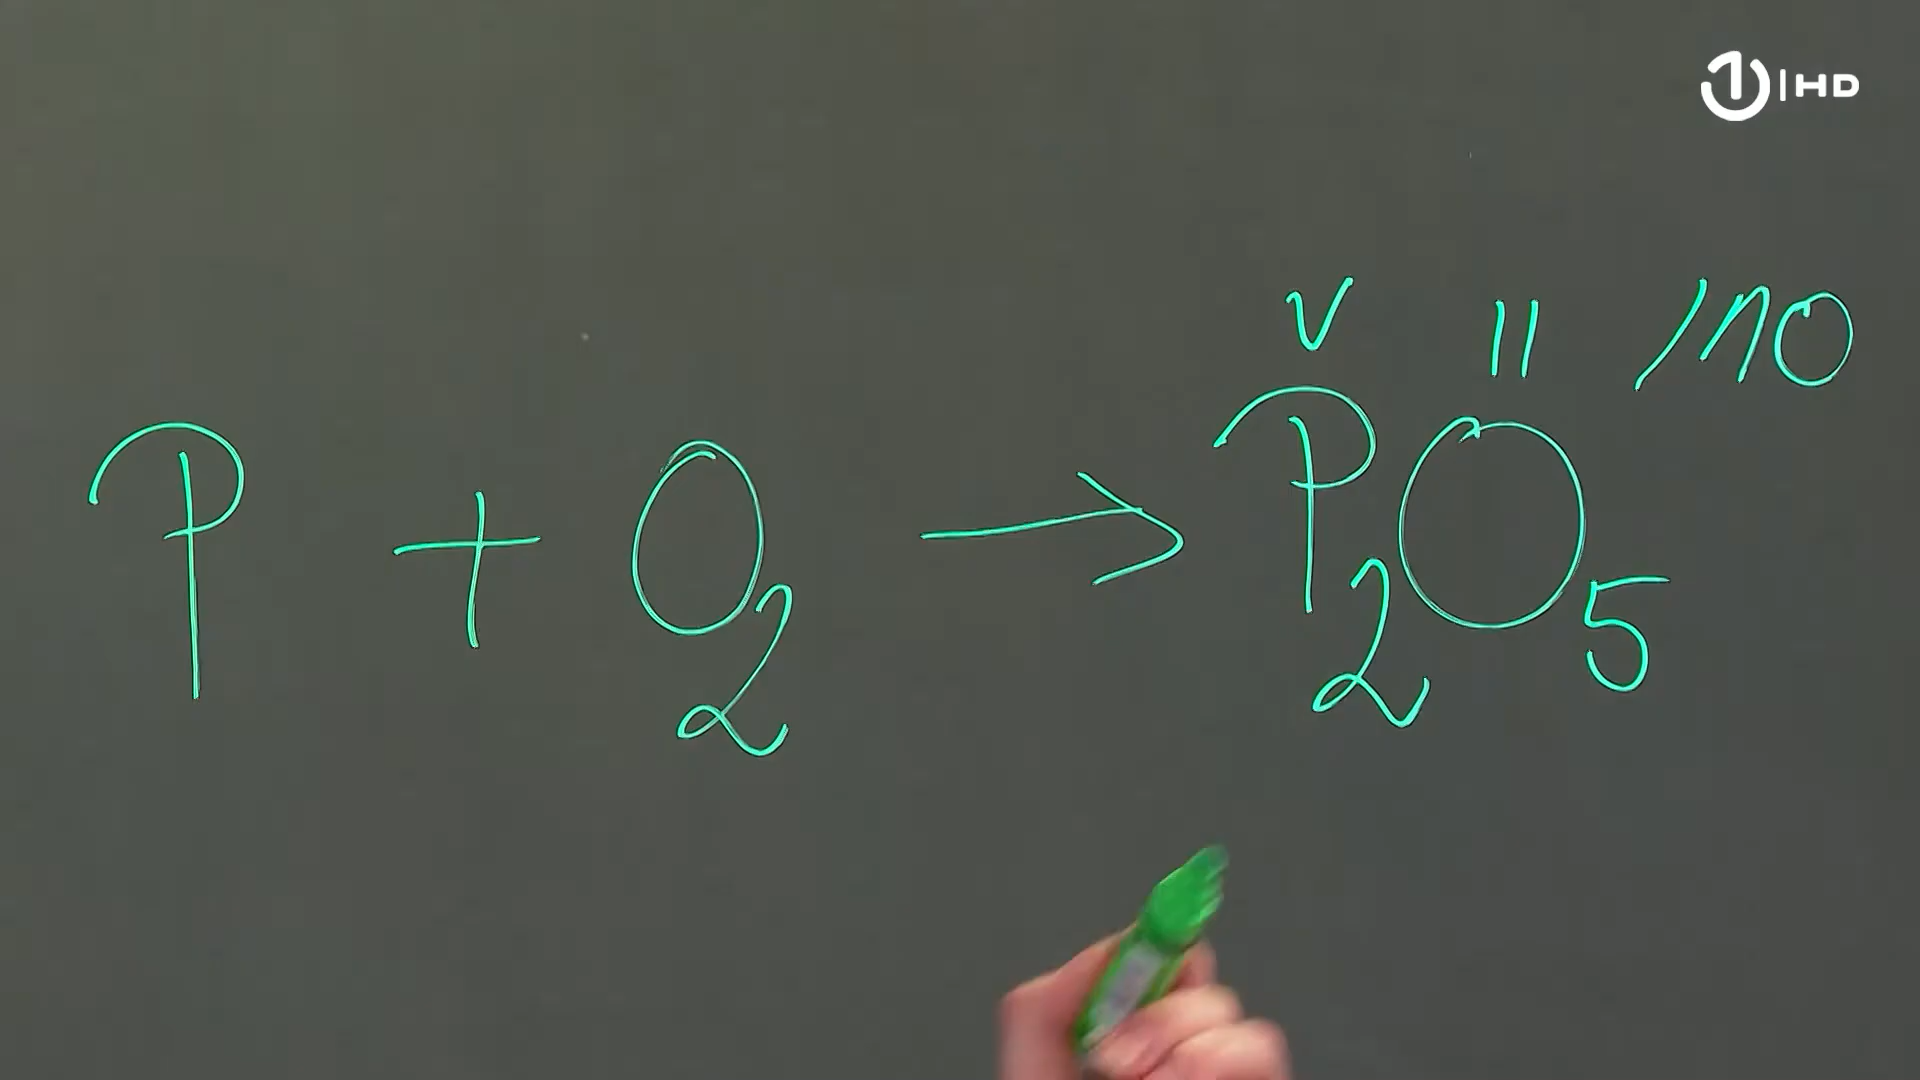 1 | HD
V II /10
P + O₂ → P₂O₅